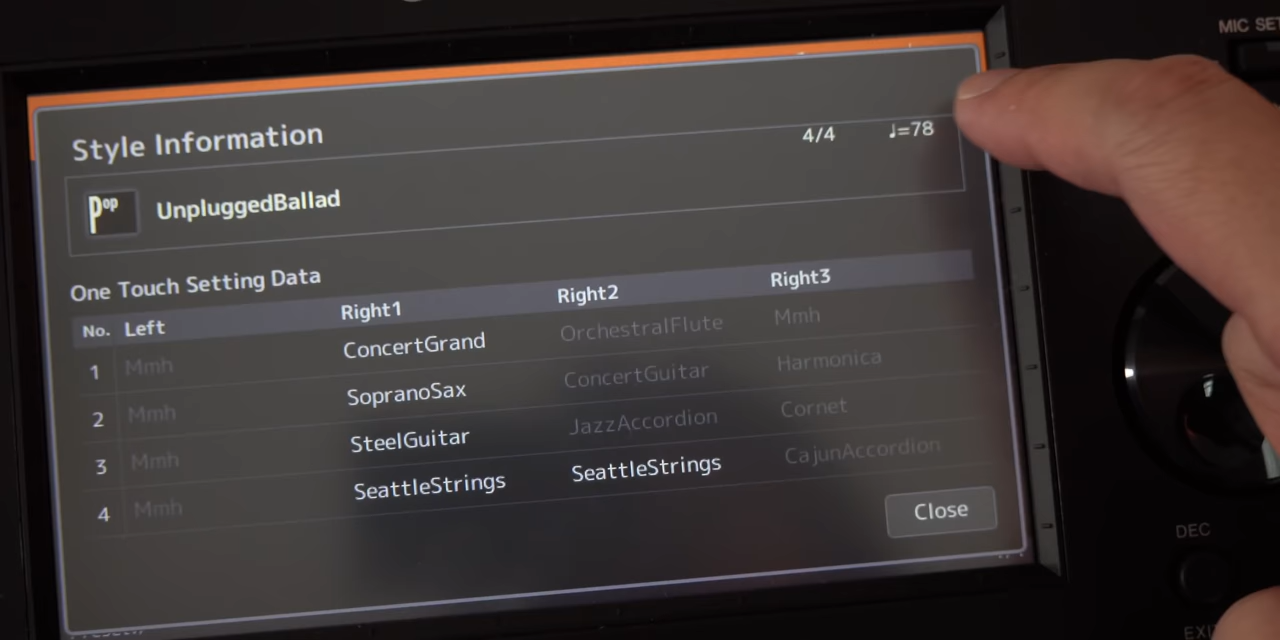 MIC SE
Style Information
4/4 ♩=78
Pop UnpluggedBallad
One Touch Setting Data
No. Left Right1 Right2 Right3
1 Mmh ConcertGrand OrchestralFlute Mmh
2 Mmh SopranoSax ConcertGuitar Harmonica
3 Mmh SteelGuitar JazzAccordion Cornet
4 Mmh SeattleStrings SeattleStrings CajunAccordion
Close
DEC
EXI